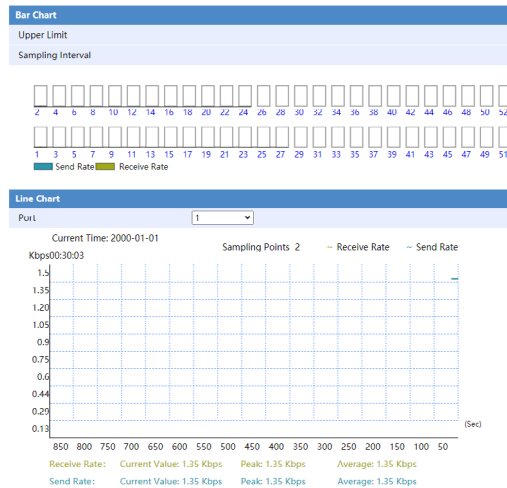 Bar Chart
Upper Limit
Sampling Interval
2 4 6 8 10 12 14 16 18 20 22 24 26 28 30 32 34 36 38 40 42 44 46 48 50 52
1 3 5 7 9 11 13 15 17 19 21 23 25 27 29 31 33 35 37 39 41 43 45 47 49 51
Send Rate Receive Rate
Line Chart
Port 1
Current Time: 2000-01-01
Sampling Points 2 ~ Receive Rate ~ Send Rate
Kbps00:30:03
1.5
1.35
1.20
1.05
0.9
0.75
0.6
0.44
0.29
0.13
(Sec)
850 800 750 700 650 600 550 500 450 400 350 300 250 200 150 100 50
Receive Rate: Current Value: 1.35 Kbps Peak: 1.35 Kbps Average: 1.35 Kbps
Send Rate: Current Value: 1.35 Kbps Peak: 1.35 Kbps Average: 1.35 Kbps